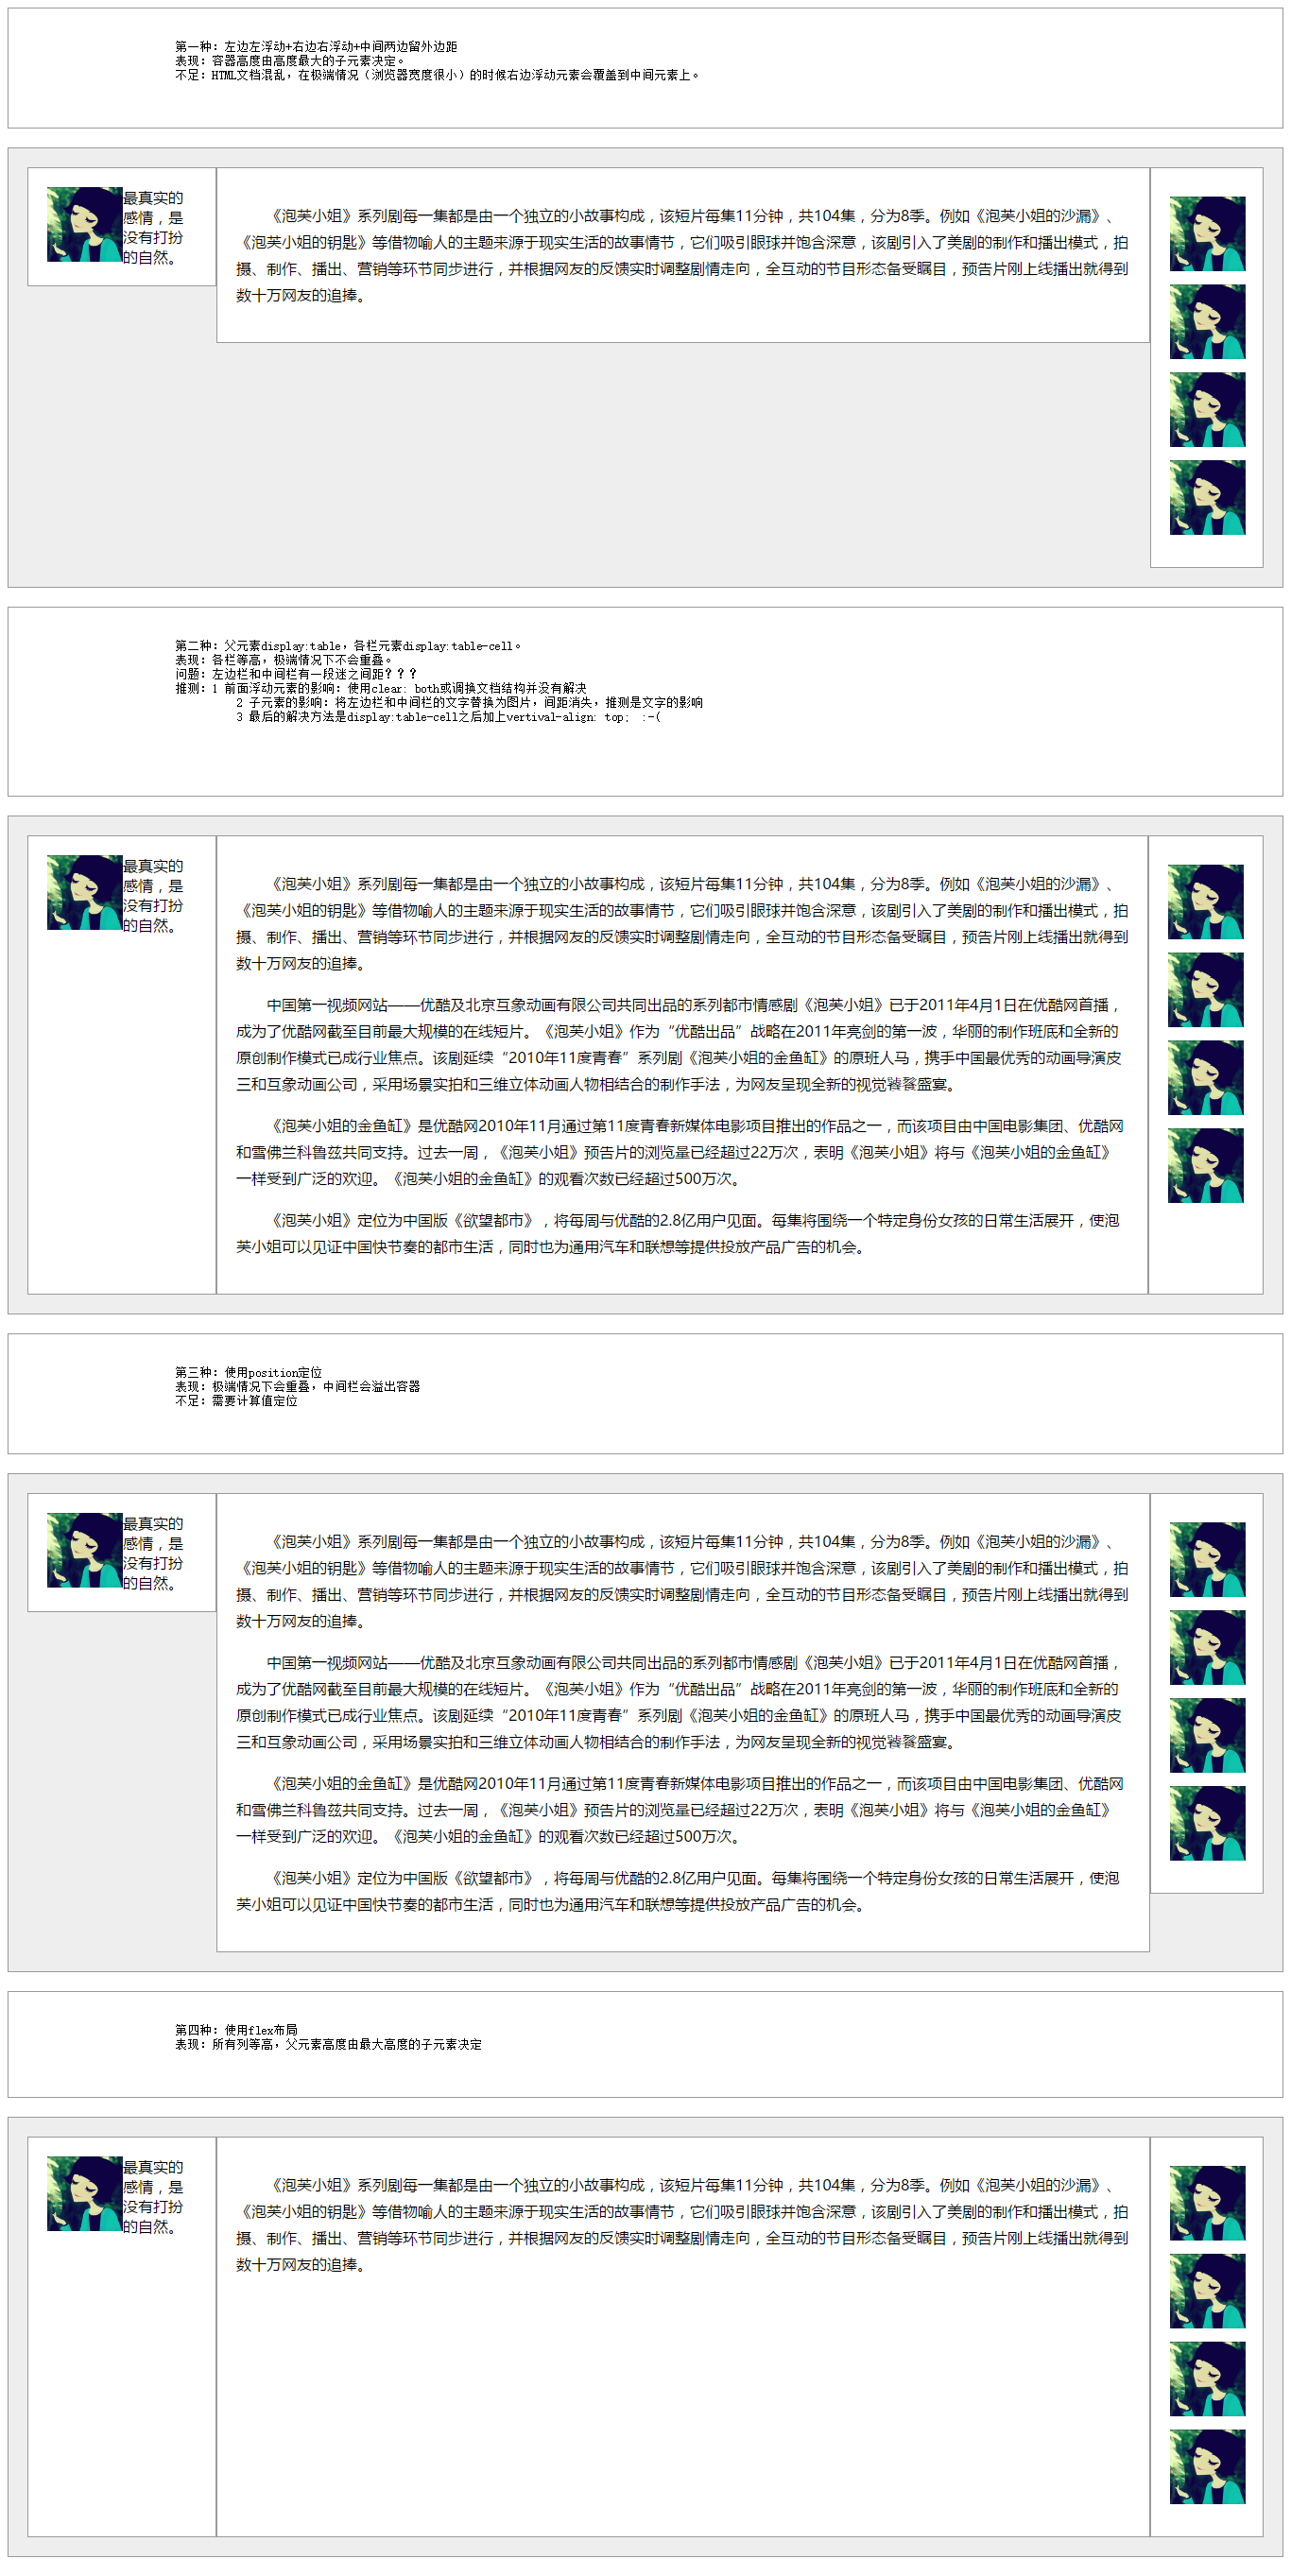 第一种：左边左浮动+右边右浮动+中间两边留外边距
表现：容器高度由高度最大的子元素决定。
不足：HTML文档混乱，在极端情况（浏览器宽度很小）的时候右边浮动元素会覆盖到中间元素上。
最真实的
感情，是
没有打扮
的自然。
《泡芙小姐》系列剧每一集都是由一个独立的小故事构成，该短片每集11分钟，共104集，分为8季。例如《泡芙小姐的沙漏》、
《泡芙小姐的钥匙》等借物喻人的主题来源于现实生活的故事情节，它们吸引眼球并饱含深意，该剧引入了美剧的制作和播出模式，拍
摄、制作、播出、营销等环节同步进行，并根据网友的反馈实时调整剧情走向，全互动的节目形态备受瞩目，预告片刚上线播出就得到
数十万网友的追捧。
第二种：父元素display:table，各栏元素display:table-cell。
表现：各栏等高，极端情况下不会重叠。
问题：左边栏和中间栏有一段迷之间距？？？
推测：1 前面浮动元素的影响：使用clear: both或调换文档结构并没有解决
2 子元素的影响：将左边栏和中间栏的文字替换为图片，间距消失，推测是文字的影响
3 最后的解决方法是display:table-cell之后加上vertival-align: top;  :-(
最真实的
感情，是
没有打扮
的自然。
《泡芙小姐》系列剧每一集都是由一个独立的小故事构成，该短片每集11分钟，共104集，分为8季。例如《泡芙小姐的沙漏》、
《泡芙小姐的钥匙》等借物喻人的主题来源于现实生活的故事情节，它们吸引眼球并饱含深意，该剧引入了美剧的制作和播出模式，拍
摄、制作、播出、营销等环节同步进行，并根据网友的反馈实时调整剧情走向，全互动的节目形态备受瞩目，预告片刚上线播出就得到
数十万网友的追捧。
中国第一视频网站——优酷及北京互象动画有限公司共同出品的系列都市情感剧《泡芙小姐》已于2011年4月1日在优酷网首播，
成为了优酷网截至目前最大规模的在线短片。《泡芙小姐》作为“优酷出品”战略在2011年亮剑的第一波，华丽的制作班底和全新的
原创制作模式已成行业焦点。该剧延续“2010年11度青春”系列剧《泡芙小姐的金鱼缸》的原班人马，携手中国最优秀的动画导演皮
三和互象动画公司，采用场景实拍和三维立体动画人物相结合的制作手法，为网友呈现全新的视觉饕餮盛宴。
《泡芙小姐的金鱼缸》是优酷网2010年11月通过第11度青春新媒体电影项目推出的作品之一，而该项目由中国电影集团、优酷网
和雪佛兰科鲁兹共同支持。过去一周，《泡芙小姐》预告片的浏览量已经超过22万次，表明《泡芙小姐》将与《泡芙小姐的金鱼缸》
一样受到广泛的欢迎。《泡芙小姐的金鱼缸》的观看次数已经超过500万次。
《泡芙小姐》定位为中国版《欲望都市》，将每周与优酷的2.8亿用户见面。每集将围绕一个特定身份女孩的日常生活展开，使泡
芙小姐可以见证中国快节奏的都市生活，同时也为通用汽车和联想等提供投放产品广告的机会。
第三种：使用position定位
表现：极端情况下会重叠，中间栏会溢出容器
不足：需要计算值定位
最真实的
感情，是
没有打扮
的自然。
《泡芙小姐》系列剧每一集都是由一个独立的小故事构成，该短片每集11分钟，共104集，分为8季。例如《泡芙小姐的沙漏》、
《泡芙小姐的钥匙》等借物喻人的主题来源于现实生活的故事情节，它们吸引眼球并饱含深意，该剧引入了美剧的制作和播出模式，拍
摄、制作、播出、营销等环节同步进行，并根据网友的反馈实时调整剧情走向，全互动的节目形态备受瞩目，预告片刚上线播出就得到
数十万网友的追捧。
中国第一视频网站——优酷及北京互象动画有限公司共同出品的系列都市情感剧《泡芙小姐》已于2011年4月1日在优酷网首播，
成为了优酷网截至目前最大规模的在线短片。《泡芙小姐》作为“优酷出品”战略在2011年亮剑的第一波，华丽的制作班底和全新的
原创制作模式已成行业焦点。该剧延续“2010年11度青春”系列剧《泡芙小姐的金鱼缸》的原班人马，携手中国最优秀的动画导演皮
三和互象动画公司，采用场景实拍和三维立体动画人物相结合的制作手法，为网友呈现全新的视觉饕餮盛宴。
《泡芙小姐的金鱼缸》是优酷网2010年11月通过第11度青春新媒体电影项目推出的作品之一，而该项目由中国电影集团、优酷网
和雪佛兰科鲁兹共同支持。过去一周，《泡芙小姐》预告片的浏览量已经超过22万次，表明《泡芙小姐》将与《泡芙小姐的金鱼缸》
一样受到广泛的欢迎。《泡芙小姐的金鱼缸》的观看次数已经超过500万次。
《泡芙小姐》定位为中国版《欲望都市》，将每周与优酷的2.8亿用户见面。每集将围绕一个特定身份女孩的日常生活展开，使泡
芙小姐可以见证中国快节奏的都市生活，同时也为通用汽车和联想等提供投放产品广告的机会。
第四种：使用flex布局
表现：所有列等高，父元素高度由最大高度的子元素决定
最真实的
感情，是
没有打扮
的自然。
《泡芙小姐》系列剧每一集都是由一个独立的小故事构成，该短片每集11分钟，共104集，分为8季。例如《泡芙小姐的沙漏》、
《泡芙小姐的钥匙》等借物喻人的主题来源于现实生活的故事情节，它们吸引眼球并饱含深意，该剧引入了美剧的制作和播出模式，拍
摄、制作、播出、营销等环节同步进行，并根据网友的反馈实时调整剧情走向，全互动的节目形态备受瞩目，预告片刚上线播出就得到
数十万网友的追捧。